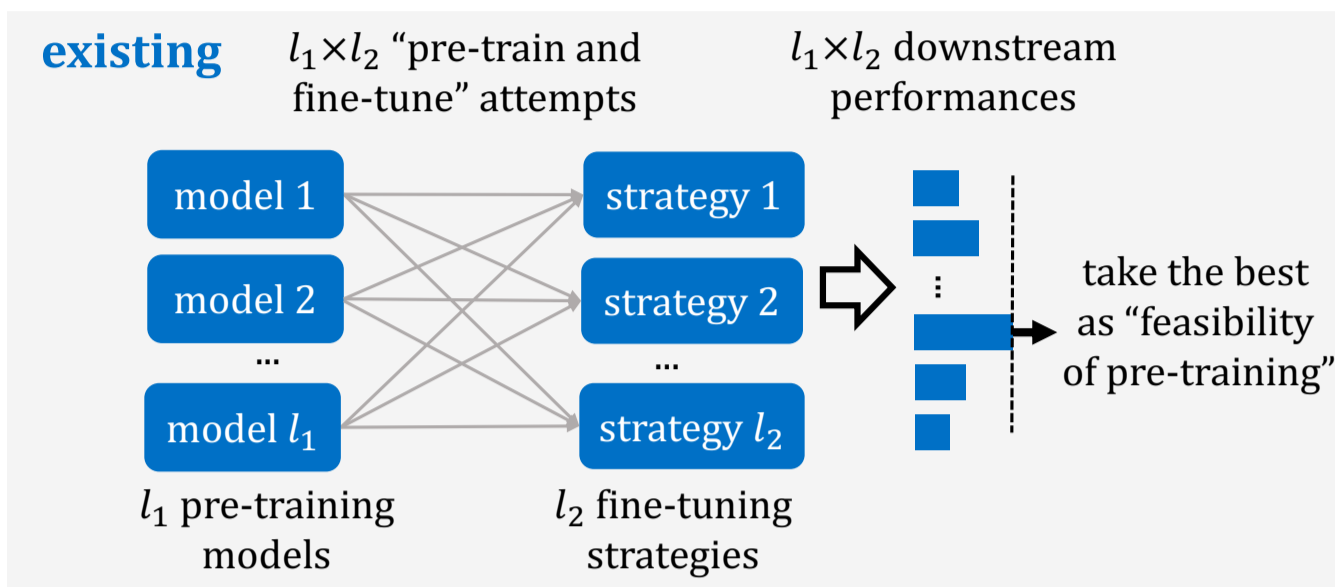 existing
l₁×l₂ “pre-train and
fine-tune” attempts
l₁×l₂ downstream
performances
model 1
model 2
...
model l₁
l₁ pre-training
models
strategy 1
strategy 2
...
strategy l₂
l₂ fine-tuning
strategies
...
take the best
as “feasibility
of pre-training”